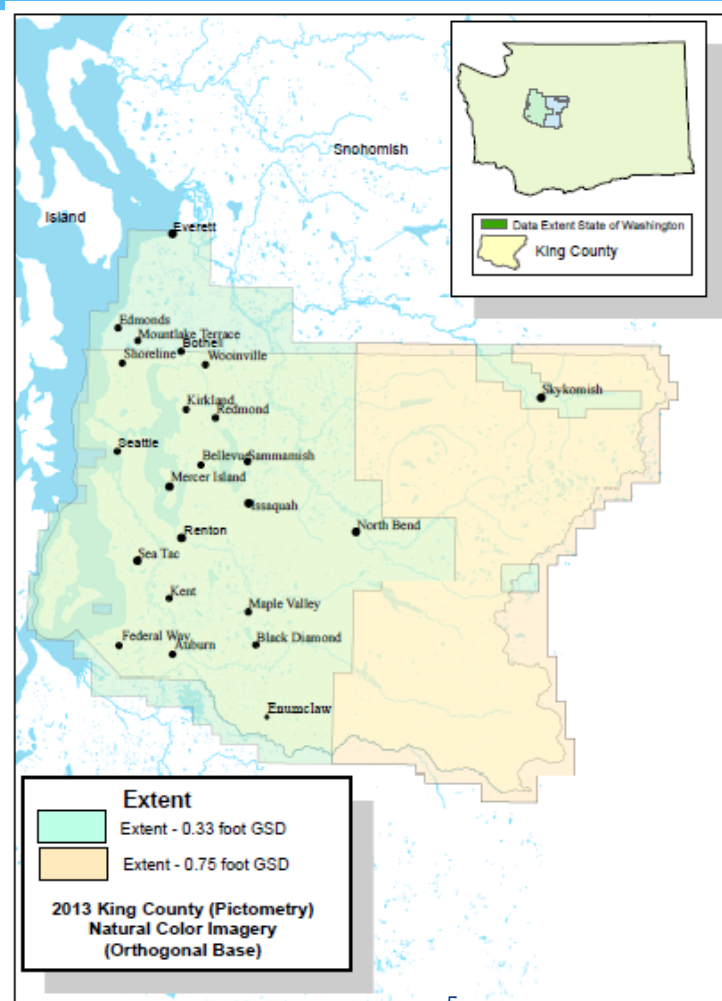 Snohomish
Island
Everett
Data Extent State of Washington
King County
Edmonds
Mountlake Terrace
Bothell
Shoreline
Wooinville
Skykomish
Kirkland
Redmond
Seattle
Bellevue
Sammamish
Mercer Island
Issaquah
North Bend
Renton
Sea Tac
Kent
Maple Valley
Federal Way
Auburn
Black Diamond
Enumclaw
Extent
Extent - 0.33 foot GSD
Extent - 0.75 foot GSD
2013 King County (Pictometry)
Natural Color Imagery
(Orthogonal Base)